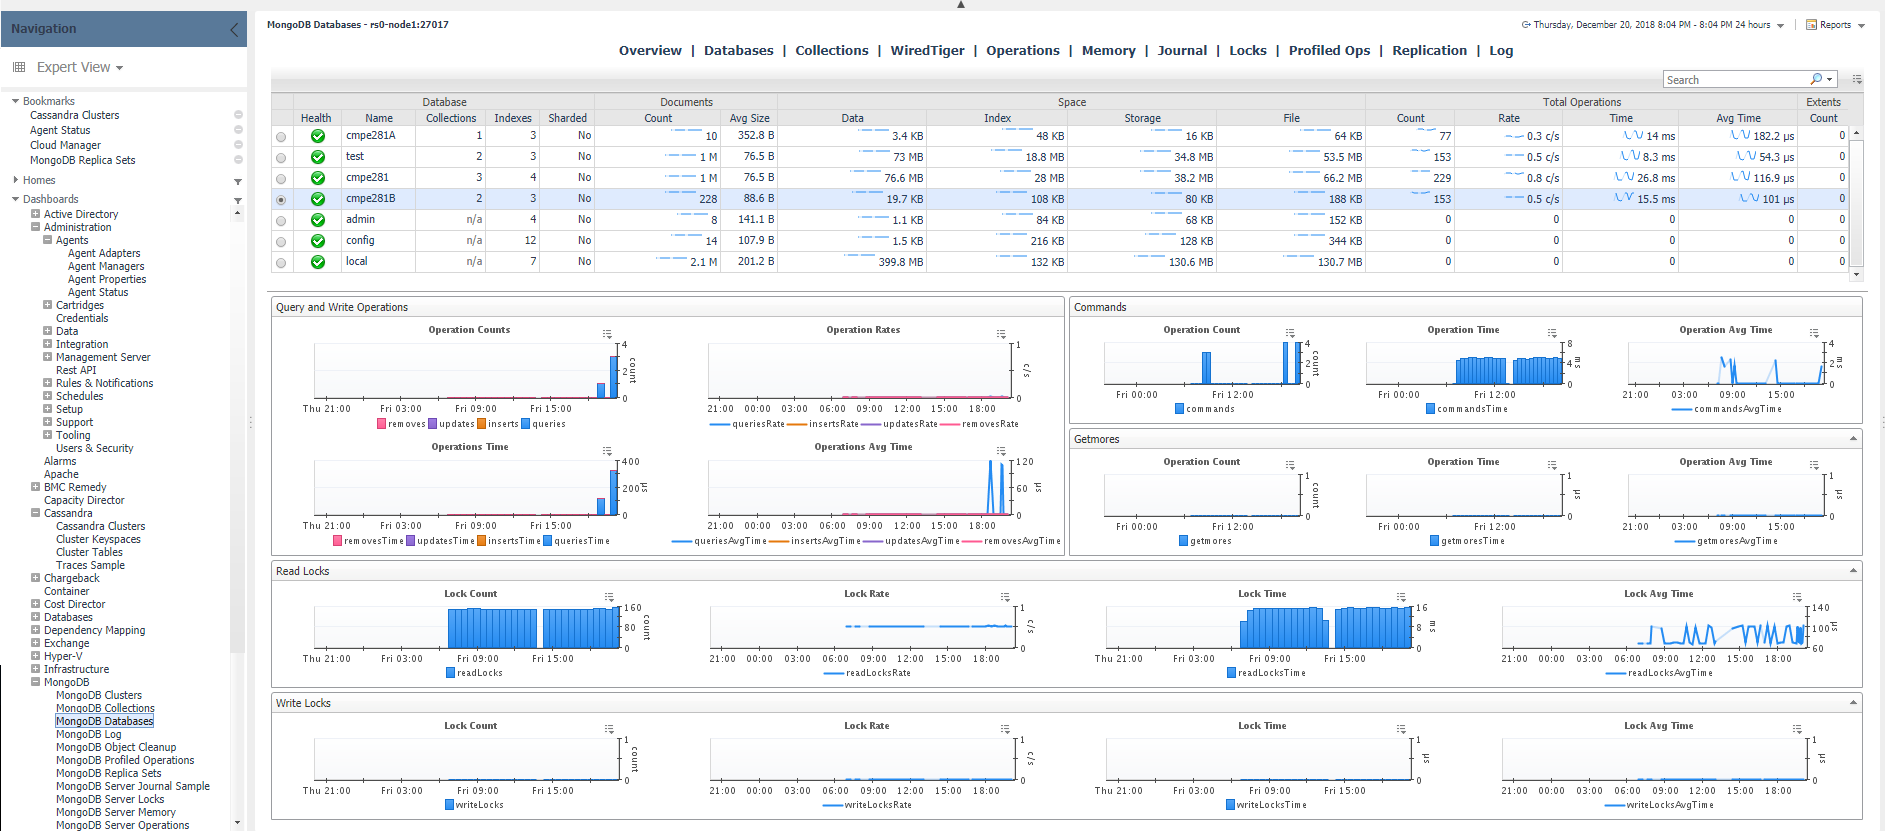 Navigation
Expert View
Bookmarks
Cassandra Clusters
Agent Status
Cloud Manager
MongoDB Replica Sets
Homes
Dashboards
Active Directory
Administration
Agents
Agent Adapters
Agent Managers
Agent Properties
Agent Status
Cartridges
Credentials
Data
Integration
Management Server
Rest API
Rules & Notifications
Schedules
Setup
Support
Tooling
Users & Security
Alarms
Apache
BMC Remedy
Capacity Director
Cassandra
Cassandra Clusters
Cluster Keyspaces
Cluster Tables
Traces Sample
Chargeback
Container
Cost Director
Databases
Dependency Mapping
Exchange
Hyper-V
Infrastructure
MongoDB
MongoDB Clusters
MongoDB Collections
MongoDB Databases
MongoDB Log
MongoDB Object Cleanup
MongoDB Profiled Operations
MongoDB Replica Sets
MongoDB Server Journal Sample
MongoDB Server Locks
MongoDB Server Memory
MongoDB Server Operations
MongoDB Databases - rs0-node1:27017
Thursday, December 20, 2018 8:04 PM - 8:04 PM 24 hours | Reports
Overview | Databases | Collections | WiredTiger | Operations | Memory | Journal | Locks | Profiled Ops | Replication | Log
Search
Database Documents Space Total Operations Extents
Health Name Collections Indexes Sharded Count Avg Size Data Index Storage File Count Rate Time Avg Time Count
cmpe281A 1 3 No 10 352.8 B 3.4 KB 48 KB 16 KB 64 KB 77 0.3 c/s 14 ms 182.2 µs 0
test 2 3 No 1 M 76.5 B 73 MB 18.8 MB 34.8 MB 53.5 MB 153 0.5 c/s 8.3 ms 54.3 µs 0
cmpe281 3 4 No 1 M 76.5 B 76.6 MB 28 MB 38.2 MB 66.2 MB 229 0.8 c/s 26.8 ms 116.9 µs 0
cmpe281B 2 3 No 228 88.6 B 19.7 KB 108 KB 80 KB 188 KB 153 0.5 c/s 15.5 ms 101 µs 0
admin n/a 4 No 8 141.1 B 1.1 KB 84 KB 68 KB 152 KB 0 0 0 0 0
config n/a 12 No 14 107.9 B 1.5 KB 216 KB 128 KB 344 KB 0 0 0 0 0
local n/a 7 No 2.1 M 201.2 B 399.8 MB 132 KB 130.6 MB 130.7 MB 0 0 0 0 0
Query and Write Operations
Operation Counts
4
2
0
count
Thu 21:00 Fri 03:00 Fri 09:00 Fri 15:00
removes updates inserts queries
Operation Rates
1
0
c/s
21:00 00:00 03:00 06:00 09:00 12:00 15:00 18:00
queriesRate insertsRate updatesRate removesRate
Operations Time
400
200
0
µs
Thu 21:00 Fri 03:00 Fri 09:00 Fri 15:00
removesTime updatesTime insertsTime queriesTime
Operations Avg Time
120
60
0
µs
21:00 00:00 03:00 06:00 09:00 12:00 15:00 18:00
queriesAvgTime insertsAvgTime updatesAvgTime removesAvgTime
Commands
Operation Count
4
2
0
count
Fri 00:00 Fri 12:00
commands
Operation Time
8
4
0
ms
Fri 00:00 Fri 12:00
commandsTime
Operation Avg Time
4
2
0
ms
21:00 03:00 09:00 15:00
commandsAvgTime
Getmores
Operation Count
1
0
count
Fri 00:00 Fri 12:00
getmores
Operation Time
1
0
µs
Fri 00:00 Fri 12:00
getmoresTime
Operation Avg Time
1
0
µs
21:00 03:00 09:00 15:00
getmoresAvgTime
Read Locks
Lock Count
160
80
0
count
Thu 21:00 Fri 03:00 Fri 09:00 Fri 15:00
readLocks
Lock Rate
1
0
c/s
21:00 00:00 03:00 06:00 09:00 12:00 15:00 18:00
readLocksRate
Lock Time
16
8
0
ms
Thu 21:00 Fri 03:00 Fri 09:00 Fri 15:00
readLocksTime
Lock Avg Time
140
100
60
µs
21:00 00:00 03:00 06:00 09:00 12:00 15:00 18:00
readLocksAvgTime
Write Locks
Lock Count
1
0
count
Thu 21:00 Fri 03:00 Fri 09:00 Fri 15:00
writeLocks
Lock Rate
1
0
c/s
21:00 00:00 03:00 06:00 09:00 12:00 15:00 18:00
writeLocksRate
Lock Time
1
0
µs
Thu 21:00 Fri 03:00 Fri 09:00 Fri 15:00
writeLocksTime
Lock Avg Time
1
0
µs
21:00 00:00 03:00 06:00 09:00 12:00 15:00 18:00
writeLocksAvgTime